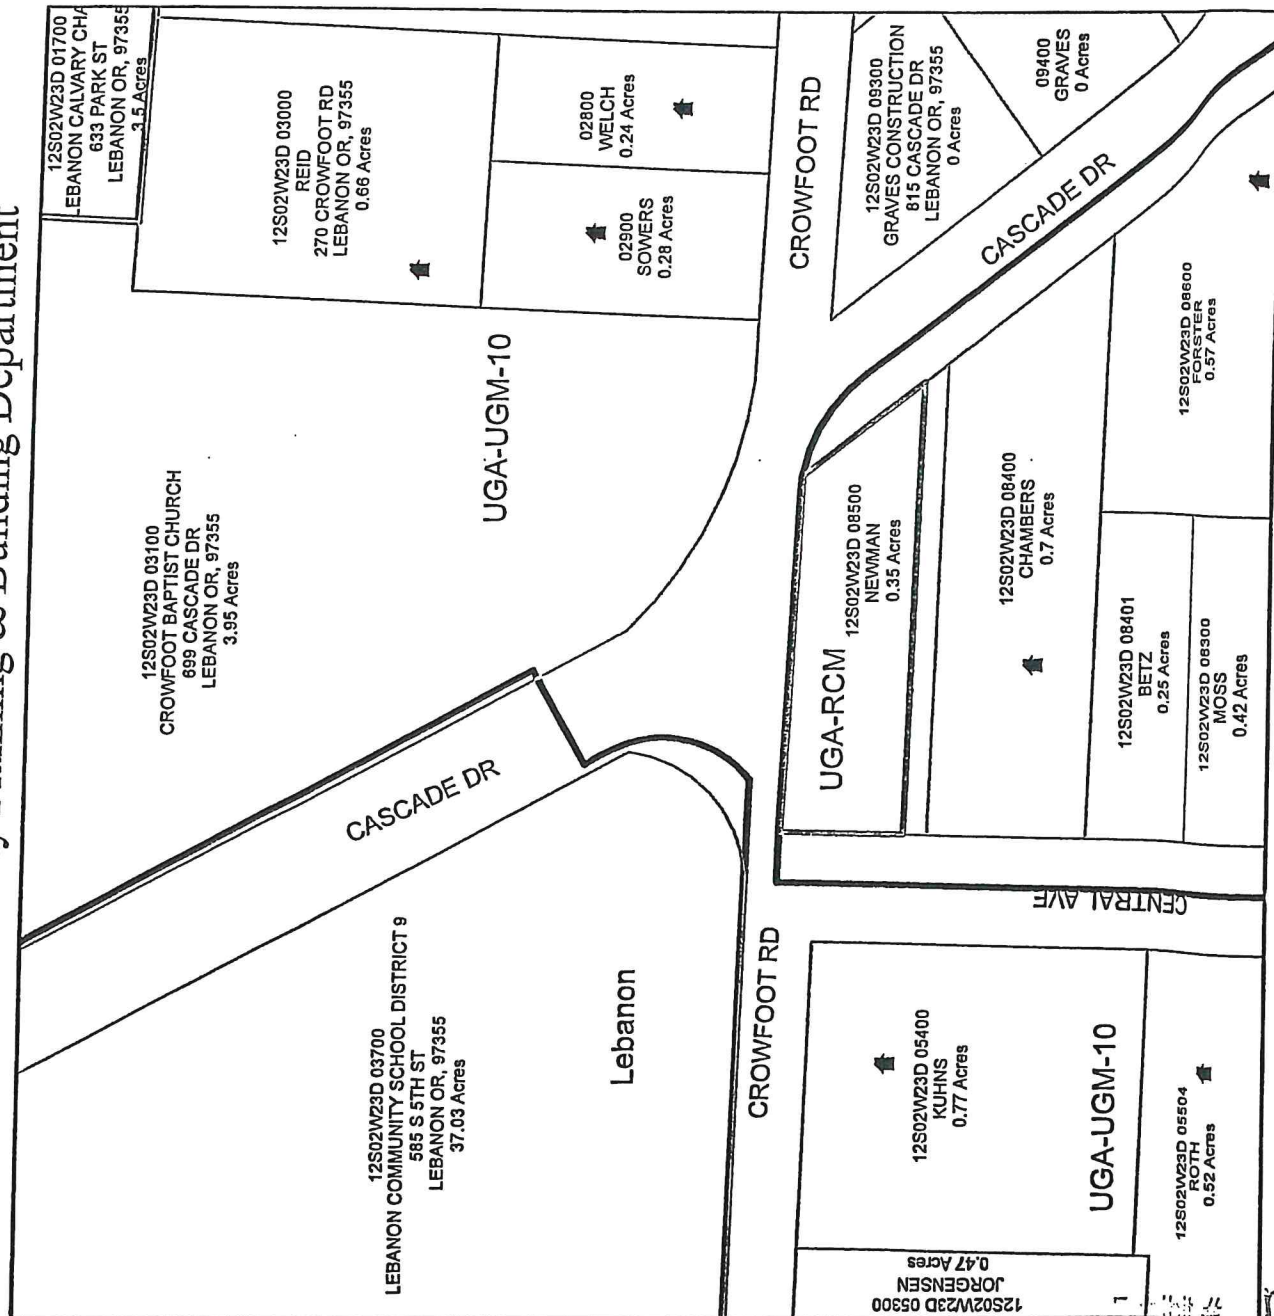 Planning & Building Department
12S02W23D 01700
LEBANON CALVARY CHA
633 PARK ST
LEBANON OR, 97355
3.5 Acres
12S02W23D 03000
REID
270 CROWFOOT RD
LEBANON OR, 97355
0.66 Acres
02800
WELCH
0.24 Acres
02900
SOWERS
0.28 Acres
CROWFOOT RD
12S02W23D 09300
GRAVES CONSTRUCTION
815 CASCADE DR
LEBANON OR, 97355
0 Acres
09400
GRAVES
0 Acres
CASCADE DR
12S02W23D 03100
CROWFOOT BAPTIST CHURCH
699 CASCADE DR
LEBANON OR, 97355
3.95 Acres
UGA-UGM-10
12S02W23D 08600
FORSTER
0.57 Acres
12S02W23D 08500
NEWMAN
0.35 Acres
UGA-RCM
12S02W23D 08400
CHAMBERS
0.7 Acres
12S02W23D 08401
BETZ
0.25 Acres
12S02W23D 08300
MOSS
0.42 Acres
CASCADE DR
CENTRAL AVE
12S02W23D 03700
LEBANON COMMUNITY SCHOOL DISTRICT 9
585 S 5TH ST
LEBANON OR, 97355
37.03 Acres
Lebanon
CROWFOOT RD
12S02W23D 05400
KUHNS
0.77 Acres
UGA-UGM-10
12S02W23D 05504
ROTH
0.52 Acres
12S02W23D 05300
JORGENSEN
0.47 Acres